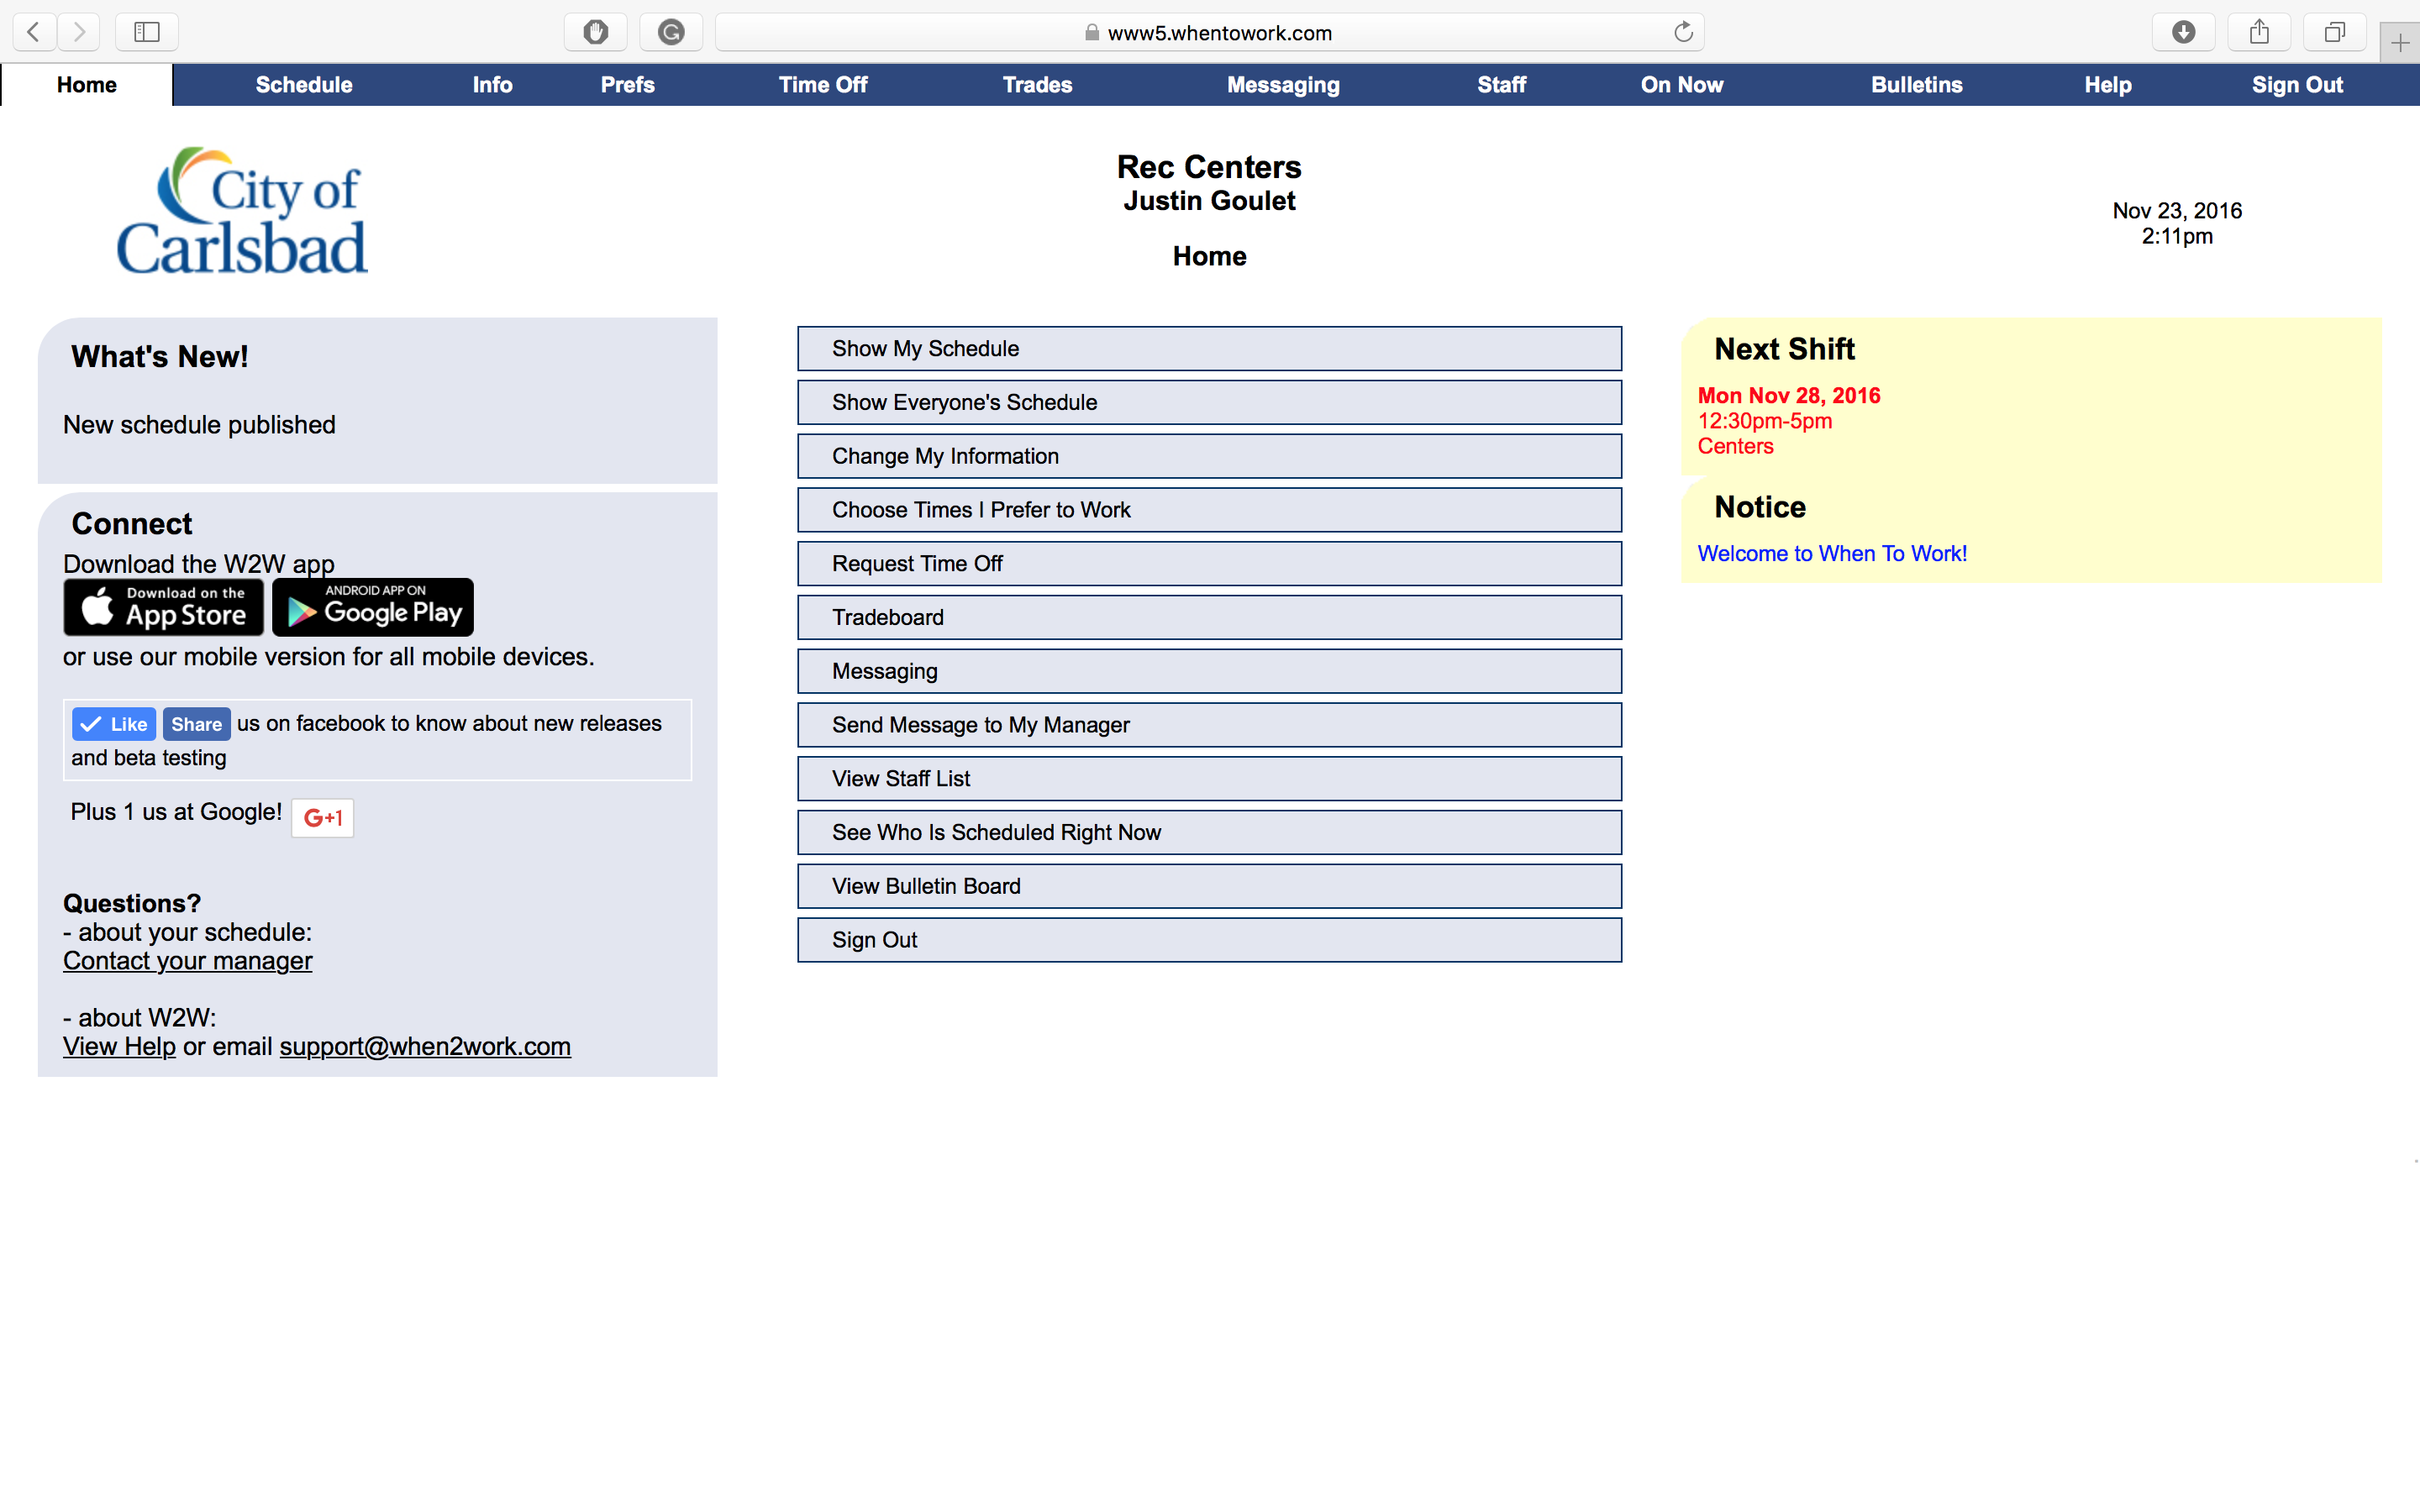 www5.whentowork.com
Home Schedule Info Prefs Time Off Trades Messaging Staff On Now Bulletins Help Sign Out
City of
Carlsbad
Rec Centers
Justin Goulet
Home
Nov 23, 2016
2:11pm
What's New!
New schedule published
Connect
Download the W2W app
Download on the
App Store
ANDROID APP ON
Google Play
or use our mobile version for all mobile devices.
Like Share us on facebook to know about new releases
and beta testing
Plus 1 us at Google! G+1
Questions?
- about your schedule:
Contact your manager
- about W2W:
View Help or email support@when2work.com
Show My Schedule
Show Everyone's Schedule
Change My Information
Choose Times I Prefer to Work
Request Time Off
Tradeboard
Messaging
Send Message to My Manager
View Staff List
See Who Is Scheduled Right Now
View Bulletin Board
Sign Out
Next Shift
Mon Nov 28, 2016
12:30pm-5pm
Centers
Notice
Welcome to When To Work!